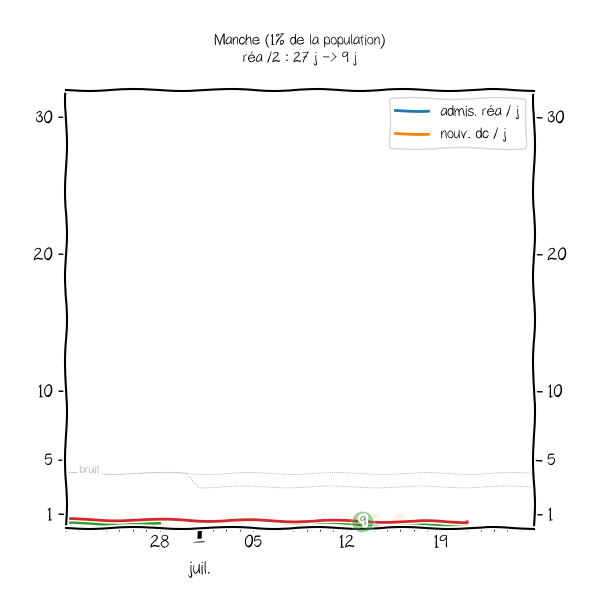 Manche (1% de la population)
réa /2 : 27 j -> 9 j
admis. réa / j
nouv. dc / j
30
30
20
20
10
10
5
5
bruit
1
1
9
28
1
05
12
19
juil.